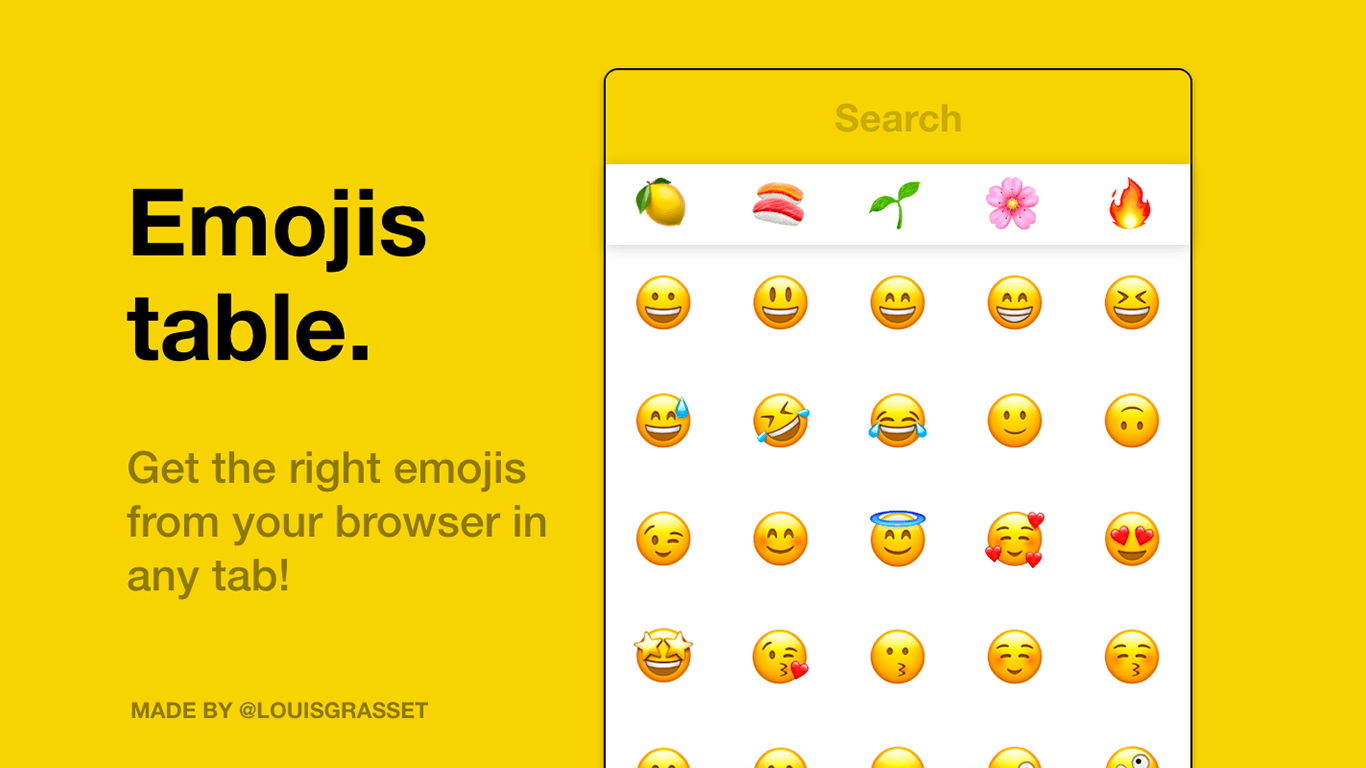 Emojis
table.
Get the right emojis
from your browser in
any tab!
MADE BY @LOUISGRASSET
Search